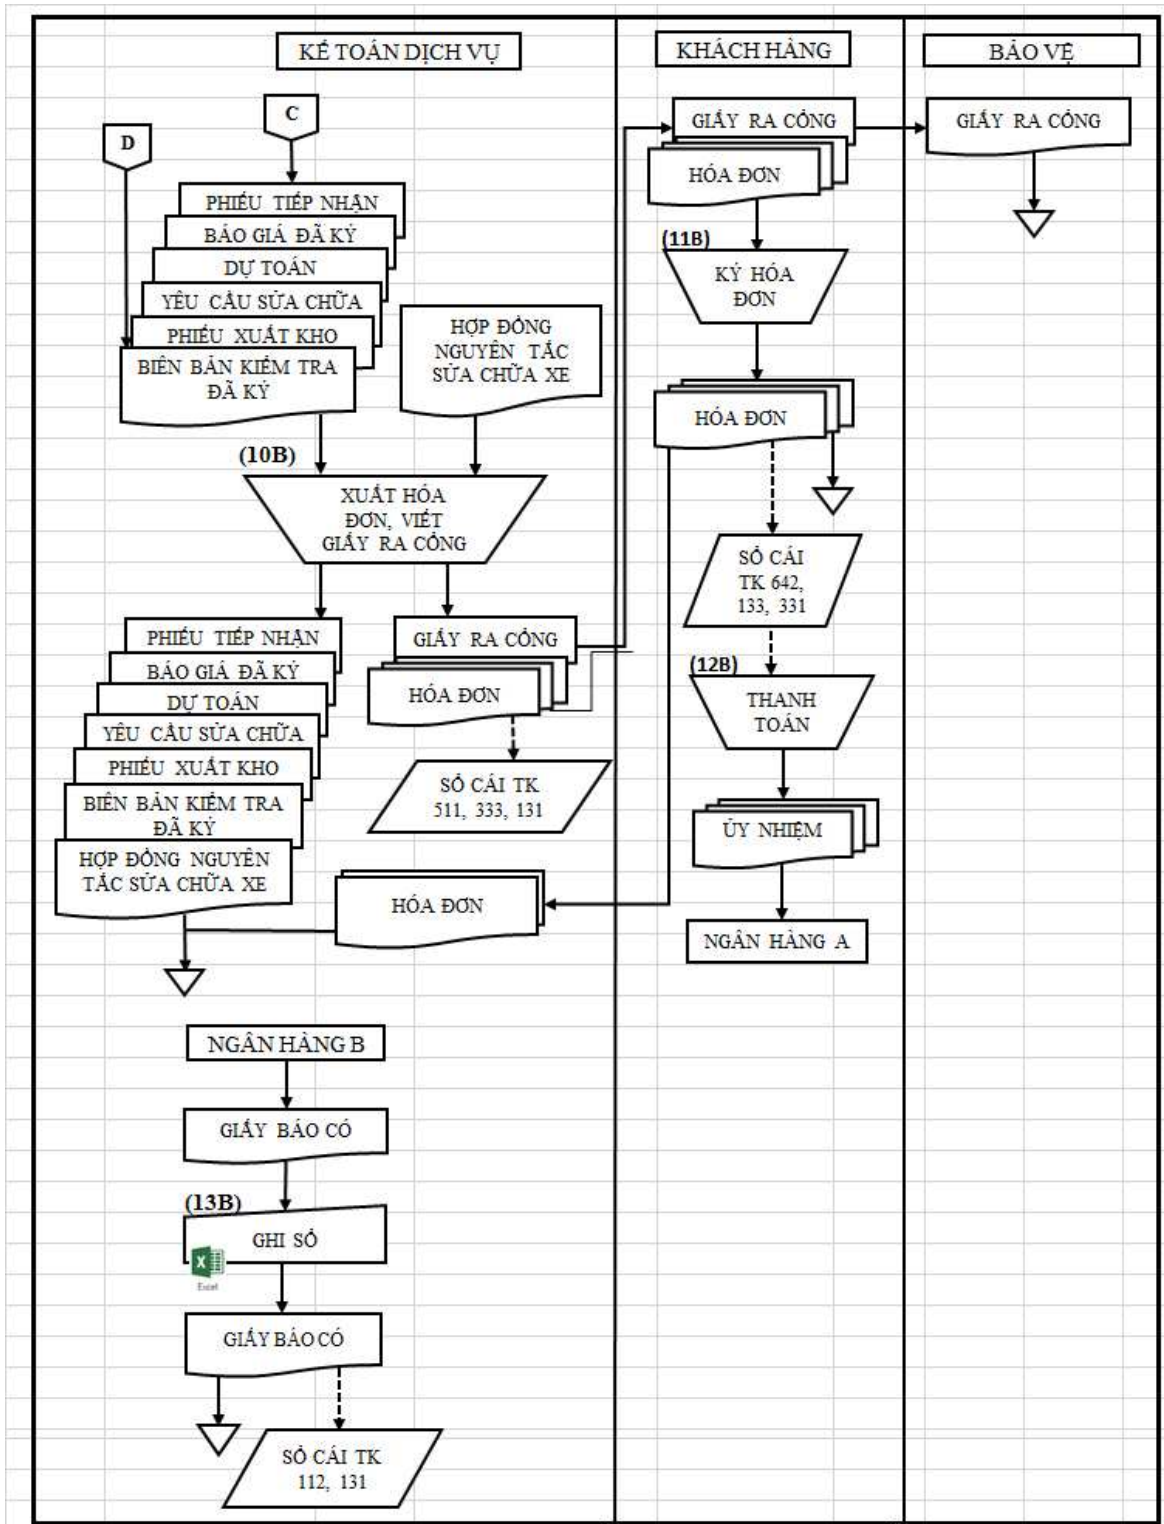 KẾ TOÁN DỊCH VỤ
KHÁCH HÀNG
BẢO VỆ
C
D
PHIẾU TIẾP NHẬN
BÁO GIÁ ĐÃ KÝ
DỰ TOÁN
YÊU CẦU SỬA CHỮA
PHIẾU XUẤT KHO
BIÊN BẢN KIỂM TRA
ĐÃ KÝ
HỢP ĐỒNG
NGUYÊN TẮC
SỬA CHỮA XE
(10B)
XUẤT HÓA
ĐƠN, VIẾT
GIẤY RA CỔNG
PHIẾU TIẾP NHẬN
BÁO GIÁ ĐÃ KÝ
DỰ TOÁN
YÊU CẦU SỬA CHỮA
PHIẾU XUẤT KHO
BIÊN BẢN KIỂM TRA
ĐÃ KÝ
HỢP ĐỒNG NGUYÊN
TẮC SỬA CHỮA XE
GIẤY RA CỔNG
HÓA ĐƠN
SỔ CÁI TK
511, 333, 131
HÓA ĐƠN
NGÂN HÀNG B
GIẤY BÁO CÓ
(13B)
GHI SỔ
Excel
GIẤY BÁO CÓ
SỔ CÁI TK
112, 131
GIẤY RA CỔNG
HÓA ĐƠN
(11B)
KÝ HÓA
ĐƠN
HÓA ĐƠN
SỔ CÁI
TK 642,
133, 331
(12B)
THANH
TOÁN
ỦY NHIỆM
NGÂN HÀNG A
GIẤY RA CỔNG